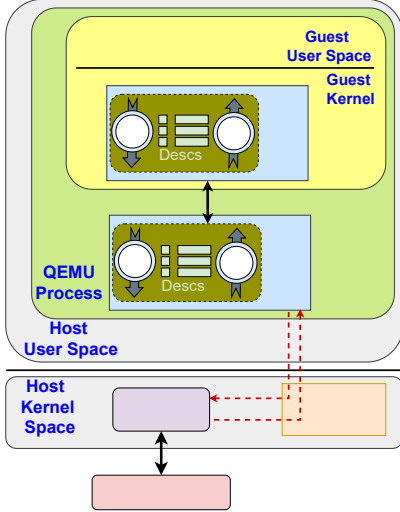 Guest
User Space
Guest
Kernel
Descs
Descs
QEMU
Process
Host
User Space
Host
Kernel
Space